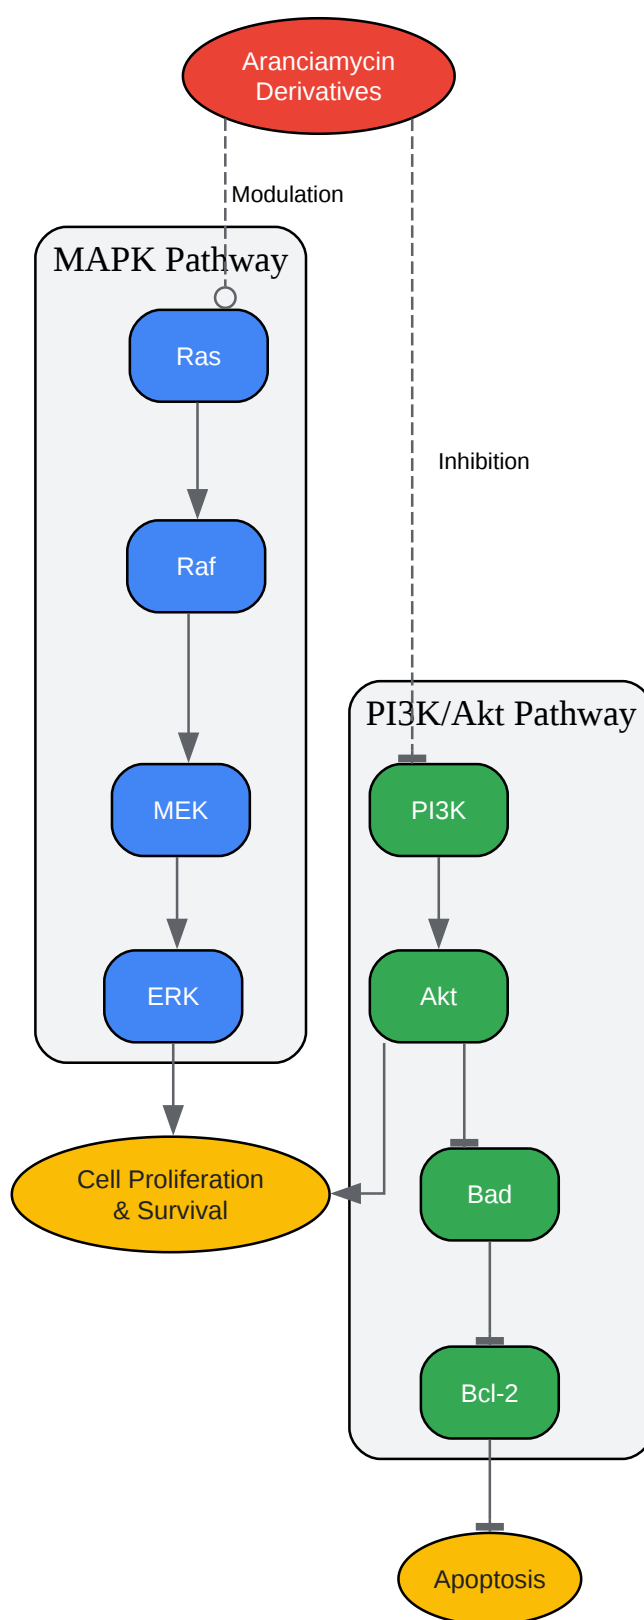 Aranciamycin
Derivatives
Modulation
MAPK Pathway
Ras
Inhibition
Raf
PI3K/Akt Pathway
MEK
PI3K
ERK
Akt
Cell Proliferation
& Survival
Bad
Bcl-2
Apoptosis